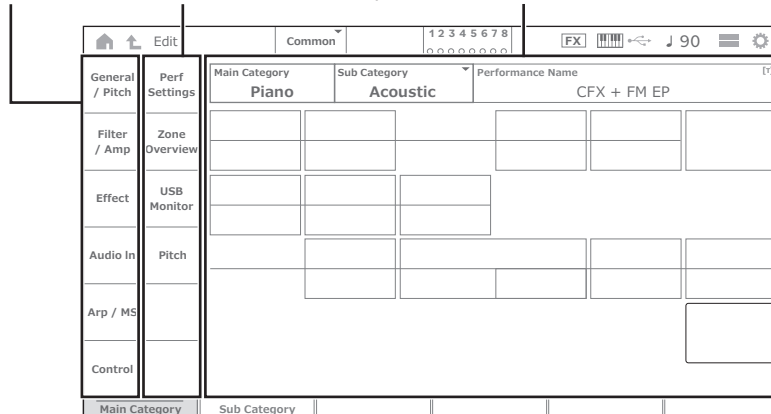 Edit
Common
1 2 3 4 5 6 7 8
FX
90
General / Pitch
Filter / Amp
Effect
Audio In
Arp / MS
Control
Perf Settings
Zone Overview
USB Monitor
Pitch
Main Category
Piano
Sub Category
Acoustic
Performance Name
CFX + FM EP
Main Category
Sub Category